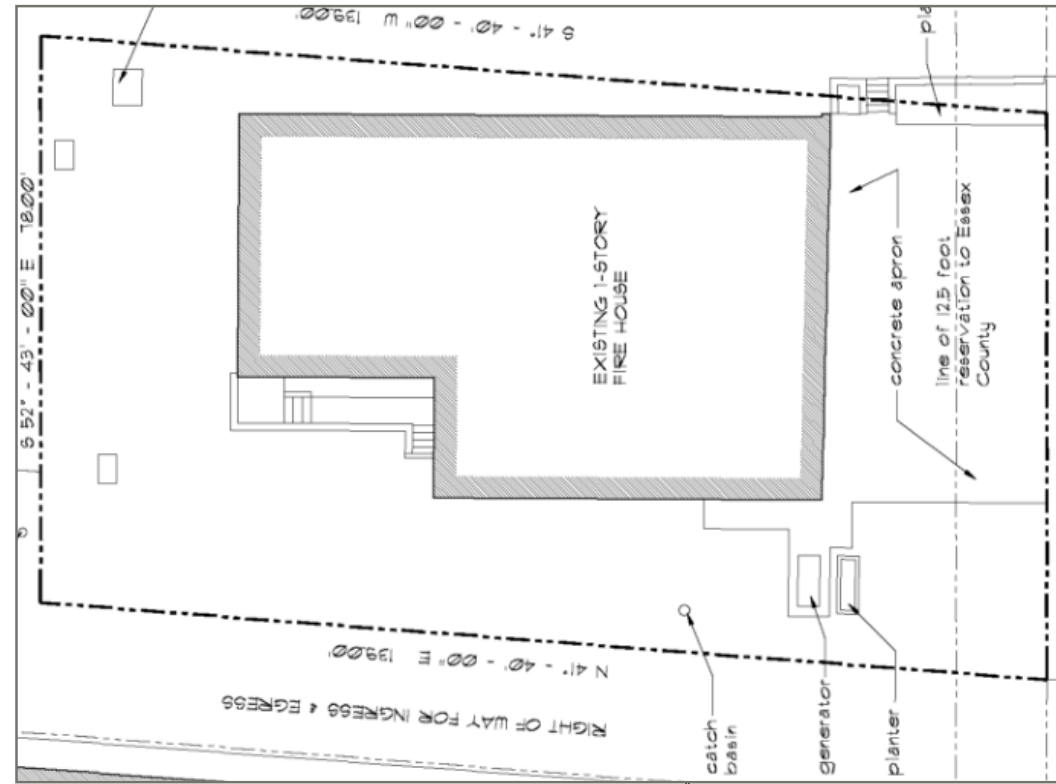 S 41° - 40' - 00" W 139.00'
pla
S 52° - 43' - 00" E 78.00'
EXISTING 1-STORY
FIRE HOUSE
concrete apron
line of 12.5 foot
reservation to Essex
County
N 41° - 40' - 00" E 139.00'
RIGHT OF WAY FOR INGRESS & EGRESS
catch
basin
generator
planter